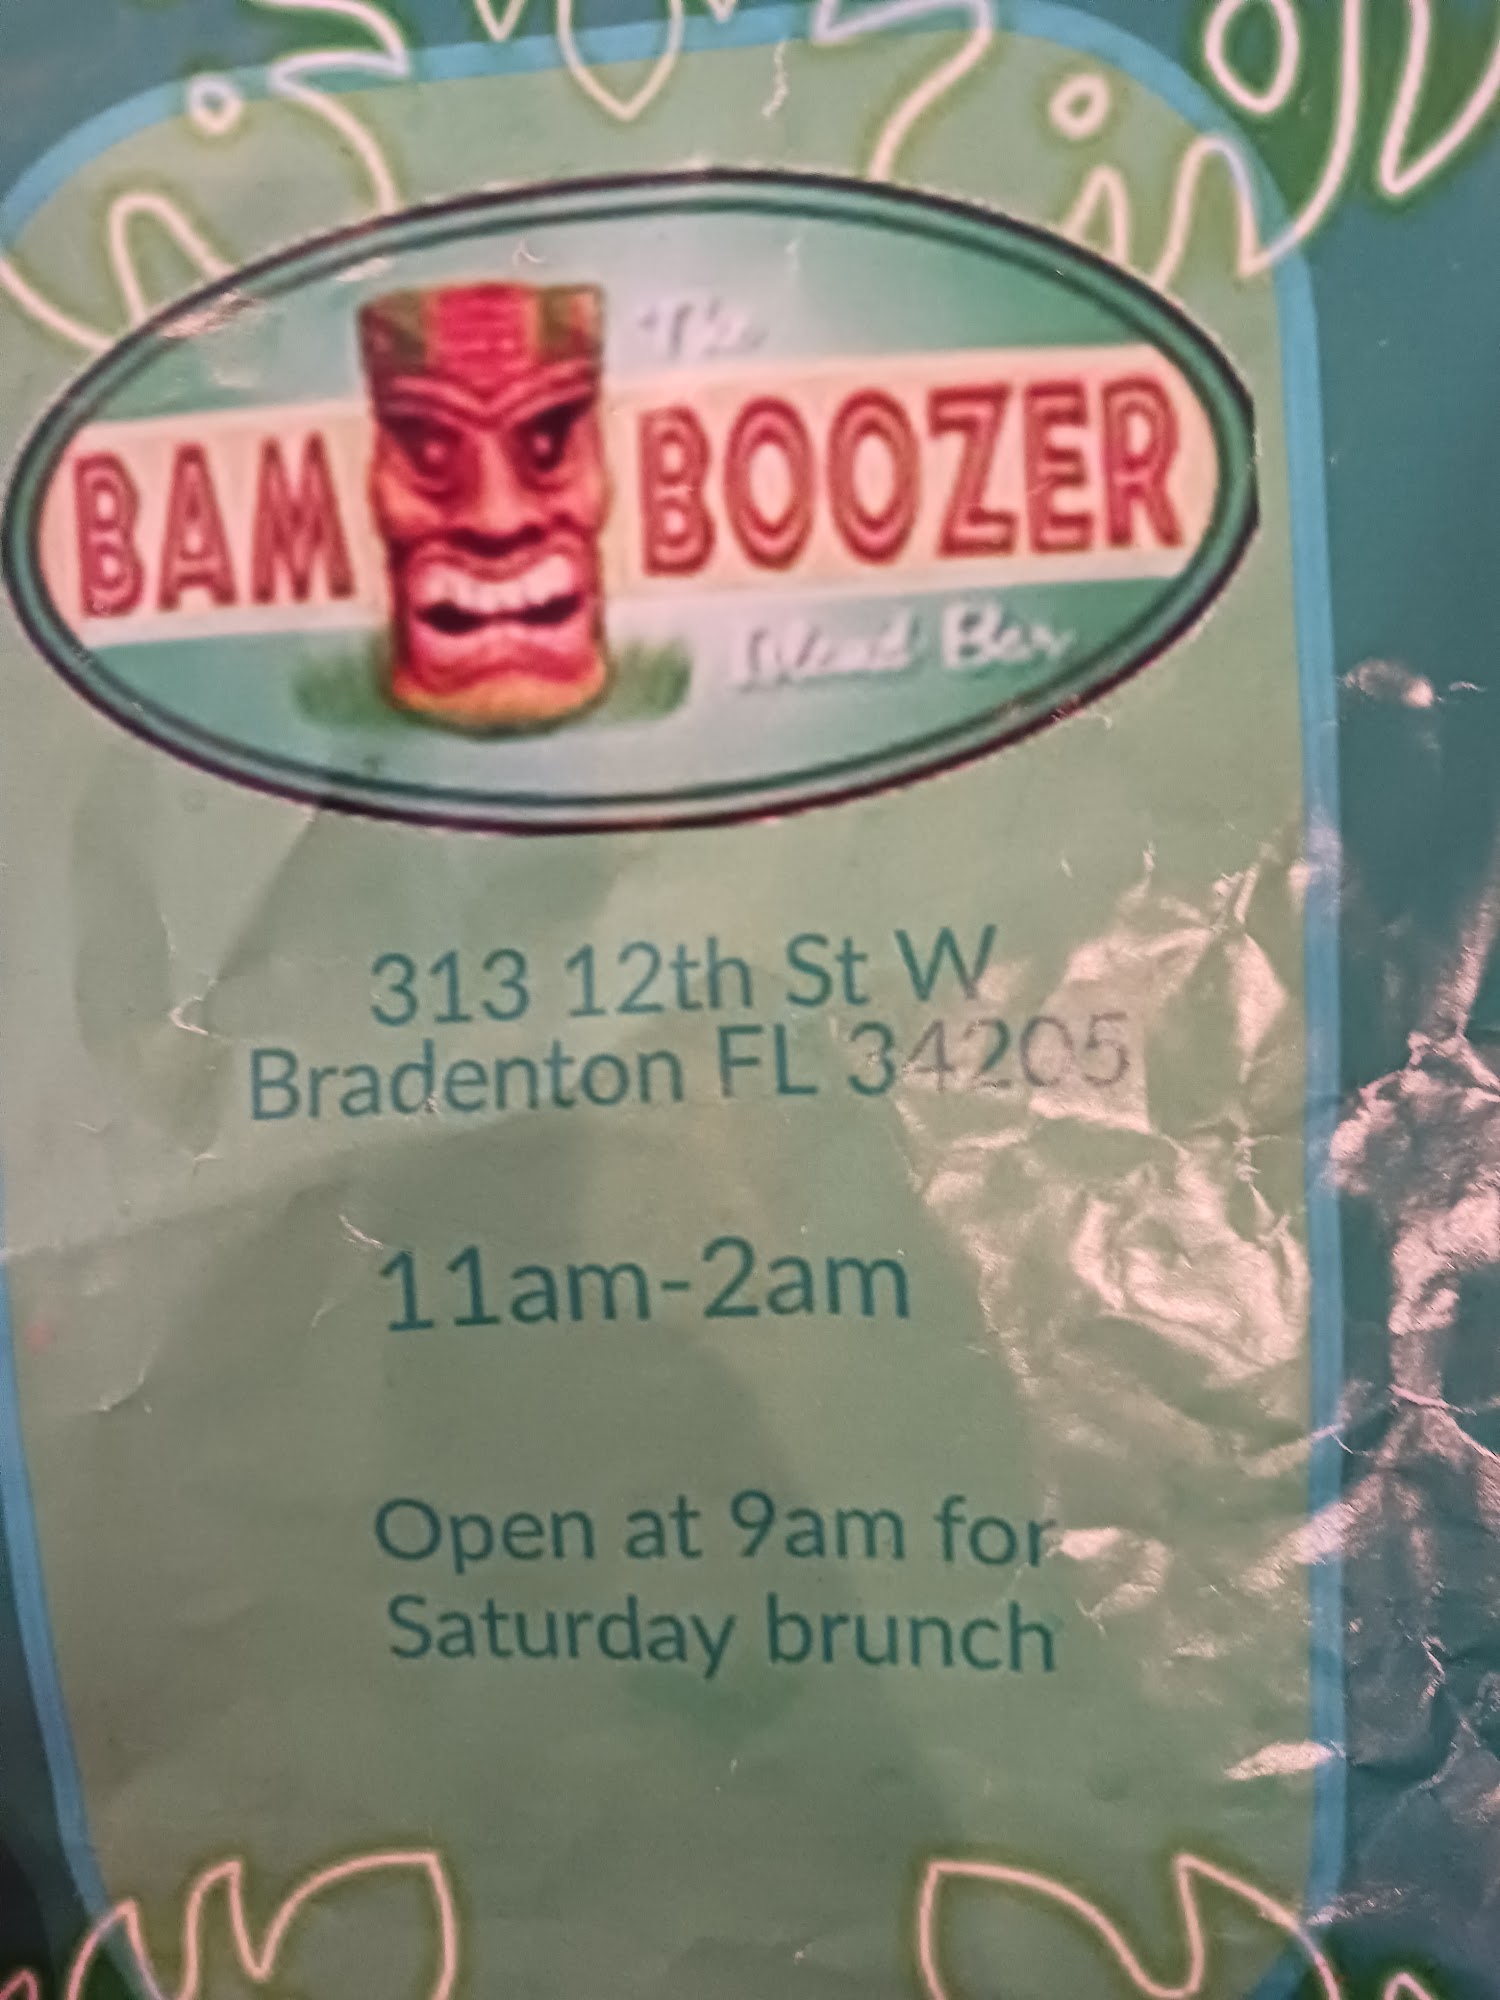 The
BAM BOOZER
Island Bar
313 12th St W
Bradenton FL 34205
11am-2am
Open at 9am for
Saturday brunch